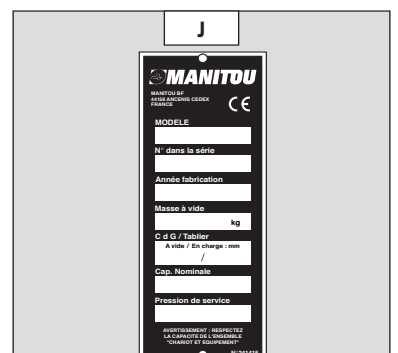 J
MANITOU
MANITOU BF
44158 ANCENIS CEDEX
FRANCE
CE
MODELE
N° dans la série
Année fabrication
Masse à vide
kg
C d G / Tablier
A vide / En charge : mm
/
Cap. Nominale
Pression de service
AVERTISSEMENT : RESPECTEZ
LA CAPACITE DE L'ENSEMBLE
"CHARIOT ET EQUIPEMENT"
N°241418